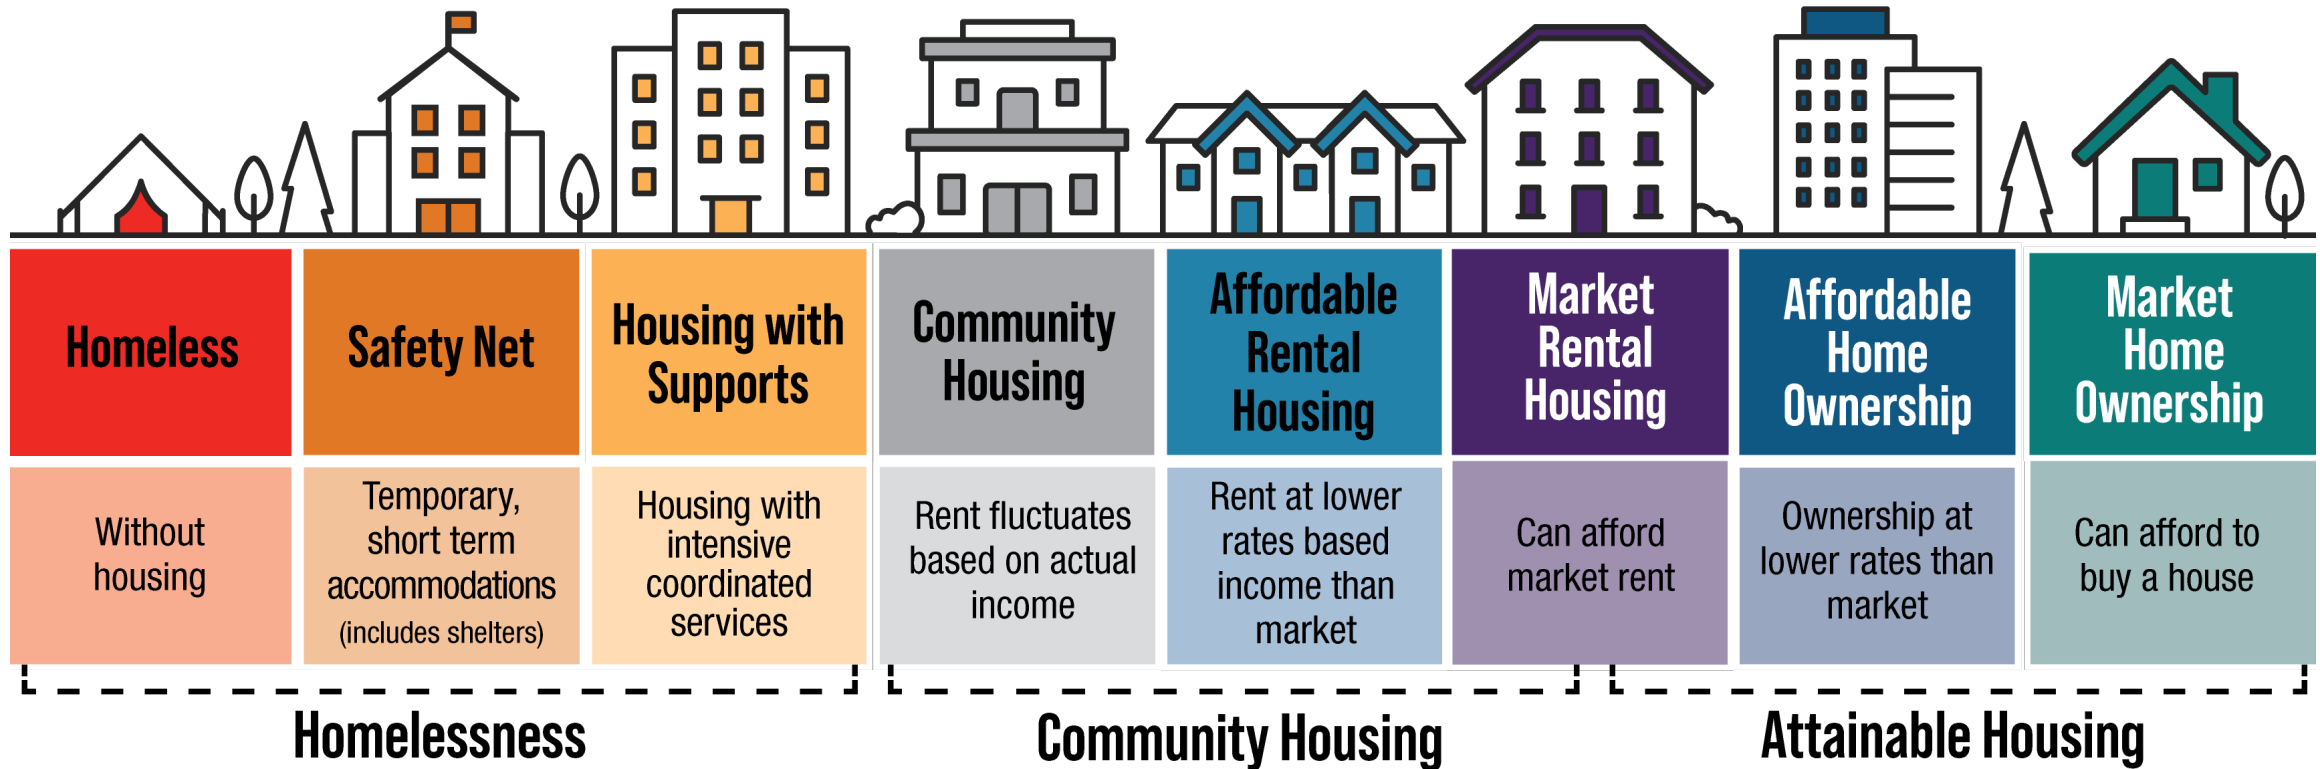 Homeless
Safety Net
Housing with
Supports
Community
Housing
Affordable
Rental
Housing
Market
Rental
Housing
Affordable
Home
Ownership
Market
Home
Ownership
Without
housing
Temporary,
short term
accommodations
(includes shelters)
Housing with
intensive
coordinated
services
Rent fluctuates
based on actual
income
Rent at lower
rates based
income than
market
Can afford
market rent
Ownership at
lower rates than
market
Can afford to
buy a house
Homelessness
Community Housing
Attainable Housing